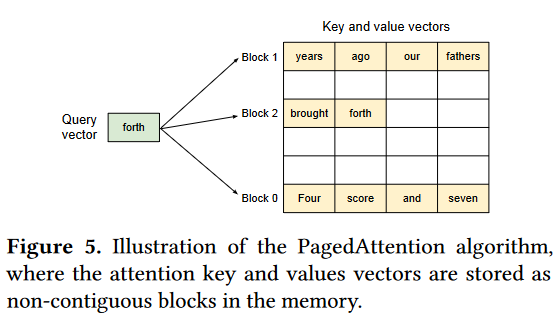 Key and value vectors
Block 1 years ago our fathers
Block 2 brought forth
Query vector
forth
Block 0 Four score and seven
Figure 5. Illustration of the PagedAttention algorithm,
where the attention key and values vectors are stored as
non-contiguous blocks in the memory.